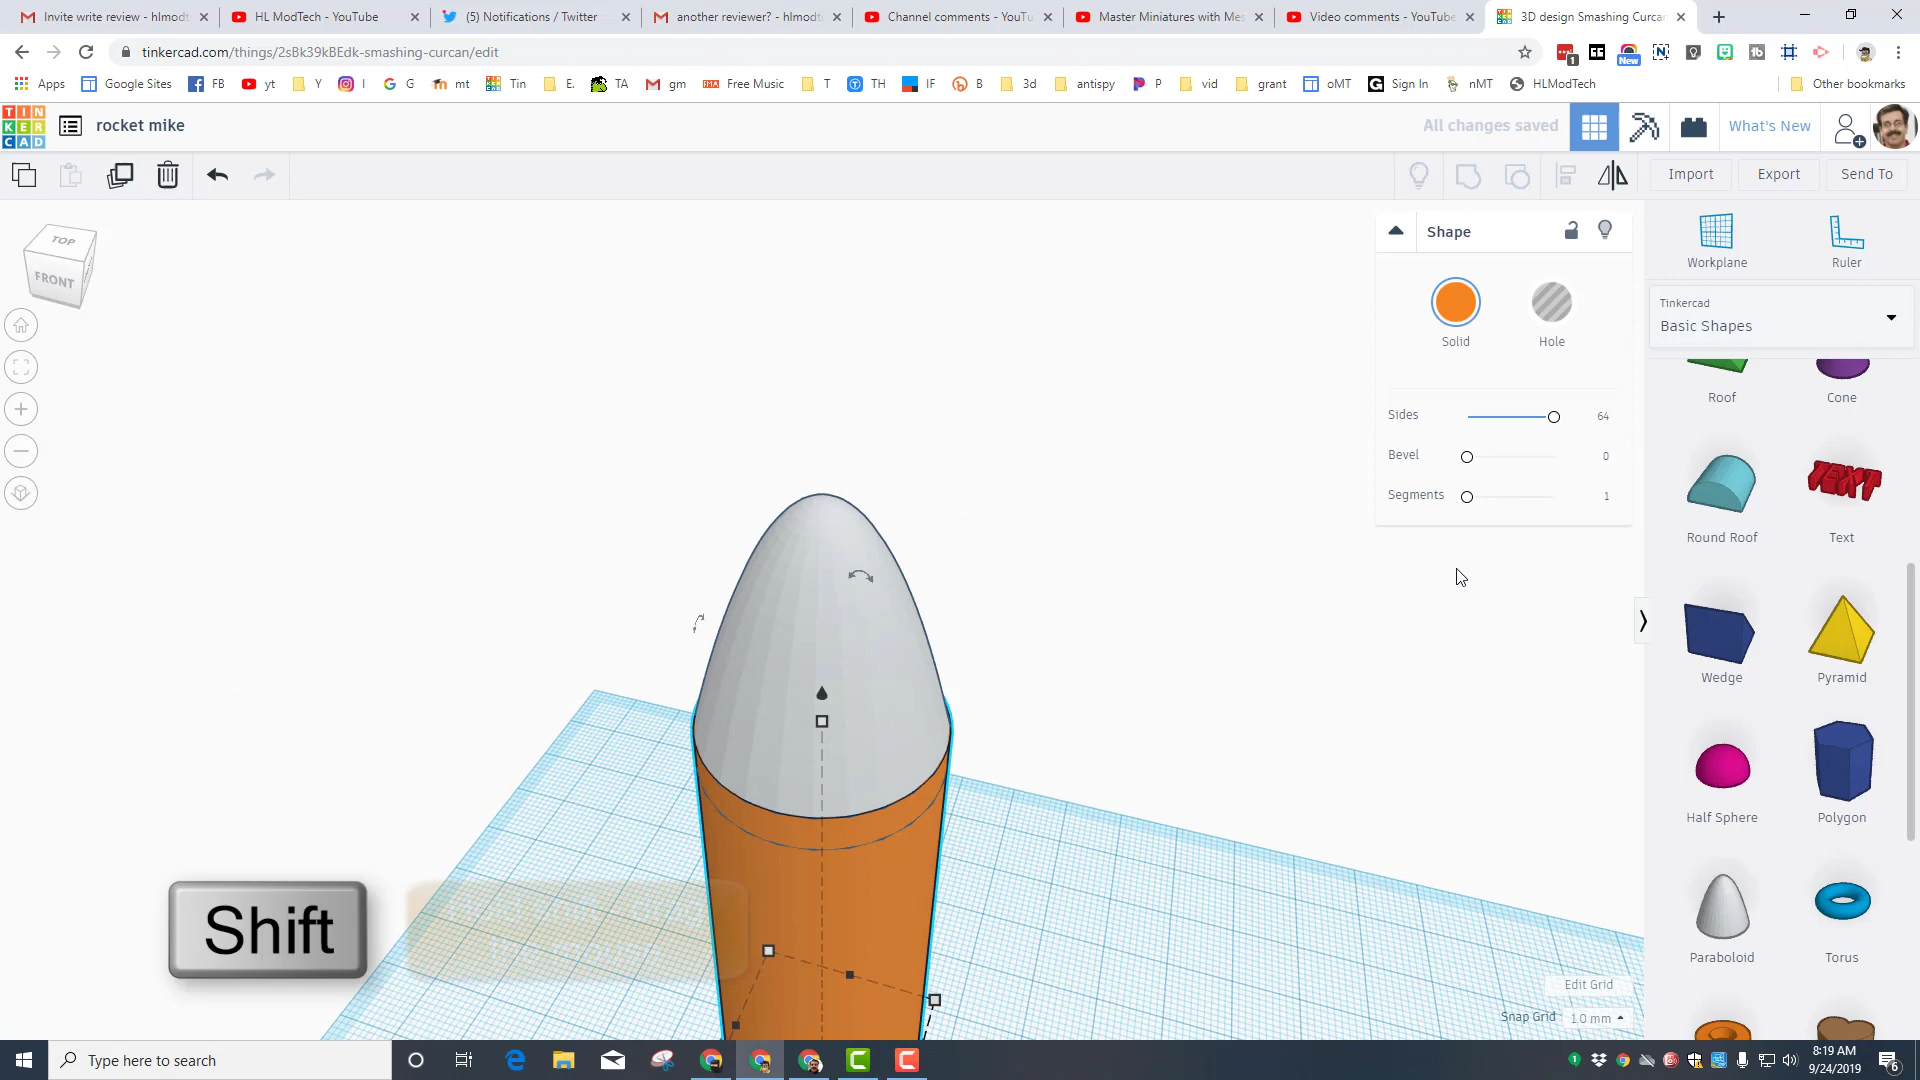 Invite write review - hlmodt
HL ModTech - YouTube
(5) Notifications / Twitter
another reviewer? - hlmodt
Channel comments - YouTu
Master Miniatures with Mes
Video comments - YouTube
3D design Smashing Curcan
tinkercad.com/things/2sBk39kBEdk-smashing-curcan/edit
1
New
Apps
Google Sites
FB
yt
Y
I
G
mt
Tin
E.
TA
gm
Free Music
T
TH
IF
B
3d
antispy
P
vid
grant
oMT
Sign In
nMT
HLModTech
Other bookmarks
TIN
KER
CAD
rocket mike
All changes saved
What's New
Import
Export
Send To
TOP
FRONT
Shape
Solid
Hole
Sides
64
Bevel
0
Segments
1
Workplane
Ruler
Tinkercad
Basic Shapes
Roof
Cone
TEXT
Round Roof
Text
Wedge
Pyramid
Half Sphere
Polygon
Paraboloid
Torus
Shift
Edit Grid
Snap Grid
1.0 mm
Type here to search
8:19 AM
9/24/2019
6